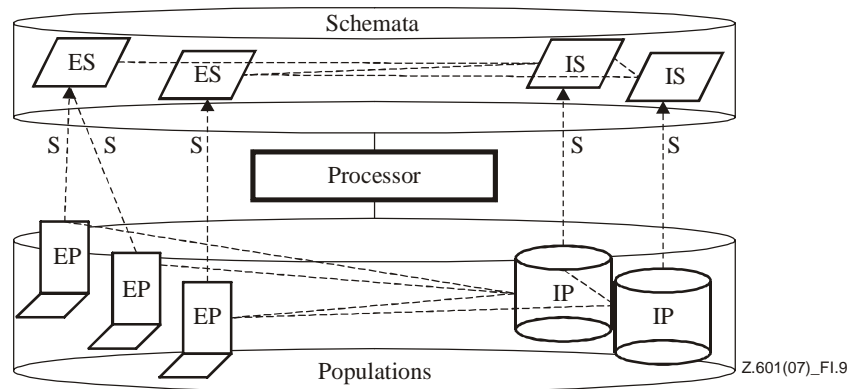 Schemata
ES
ES
IS
IS
S
S
S
S
S
Processor
EP
EP
EP
IP
IP
Populations
Z.601(07)_FI.9